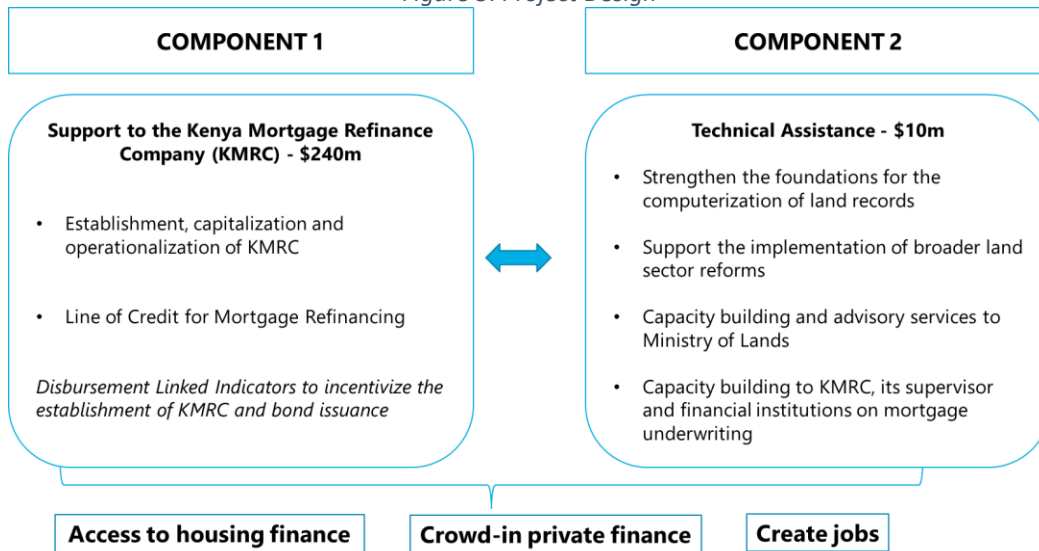 Figure 3: Project Design
COMPONENT 1
COMPONENT 2
Support to the Kenya Mortgage Refinance
Company (KMRC) - $240m
• Establishment, capitalization and
operationalization of KMRC
• Line of Credit for Mortgage Refinancing
Disbursement Linked Indicators to incentivize the
establishment of KMRC and bond issuance
Technical Assistance - $10m
• Strengthen the foundations for the
computerization of land records
• Support the implementation of broader land
sector reforms
• Capacity building and advisory services to
Ministry of Lands
• Capacity building to KMRC, its supervisor
and financial institutions on mortgage
underwriting
Access to housing finance
Crowd-in private finance
Create jobs